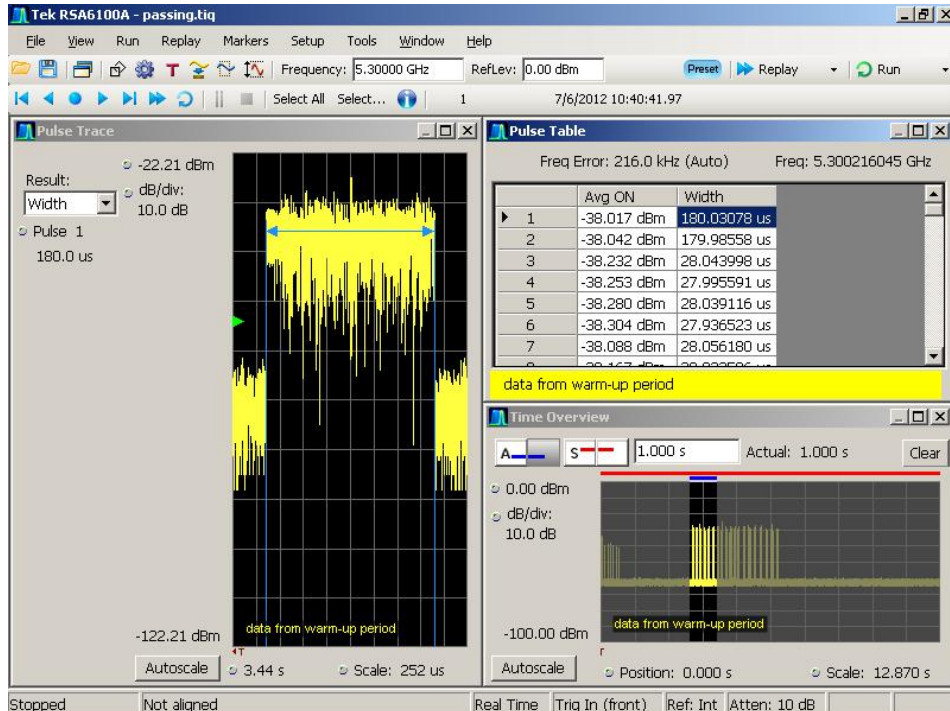 Tek RSA6100A - passing.tiq
File View Run Replay Markers Setup Tools Window Help
Frequency: 5.30000 GHz RefLev: 0.00 dBm Preset Replay Run
Select All Select... 1 7/6/2012 10:40:41.97
Pulse Trace
Result:
Width
Pulse 1
180.0 us
-22.21 dBm
dB/div:
10.0 dB
data from warm-up period
-122.21 dBm
Autoscale 3.44 s Scale: 252 us
Pulse Table
Freq Error: 216.0 kHz (Auto) Freq: 5.300216045 GHz
Avg ON Width
1 -38.017 dBm 180.03078 us
2 -38.042 dBm 179.98558 us
3 -38.232 dBm 28.043998 us
4 -38.253 dBm 27.995591 us
5 -38.280 dBm 28.039116 us
6 -38.304 dBm 27.936523 us
7 -38.088 dBm 28.056180 us
data from warm-up period
Time Overview
A S 1.000 s Actual: 1.000 s Clear
0.00 dBm
dB/div:
10.0 dB
data from warm-up period
-100.00 dBm
Autoscale Position: 0.000 s Scale: 12.870 s
Stopped Not aligned Real Time Trig In (front) Ref: Int Atten: 10 dB